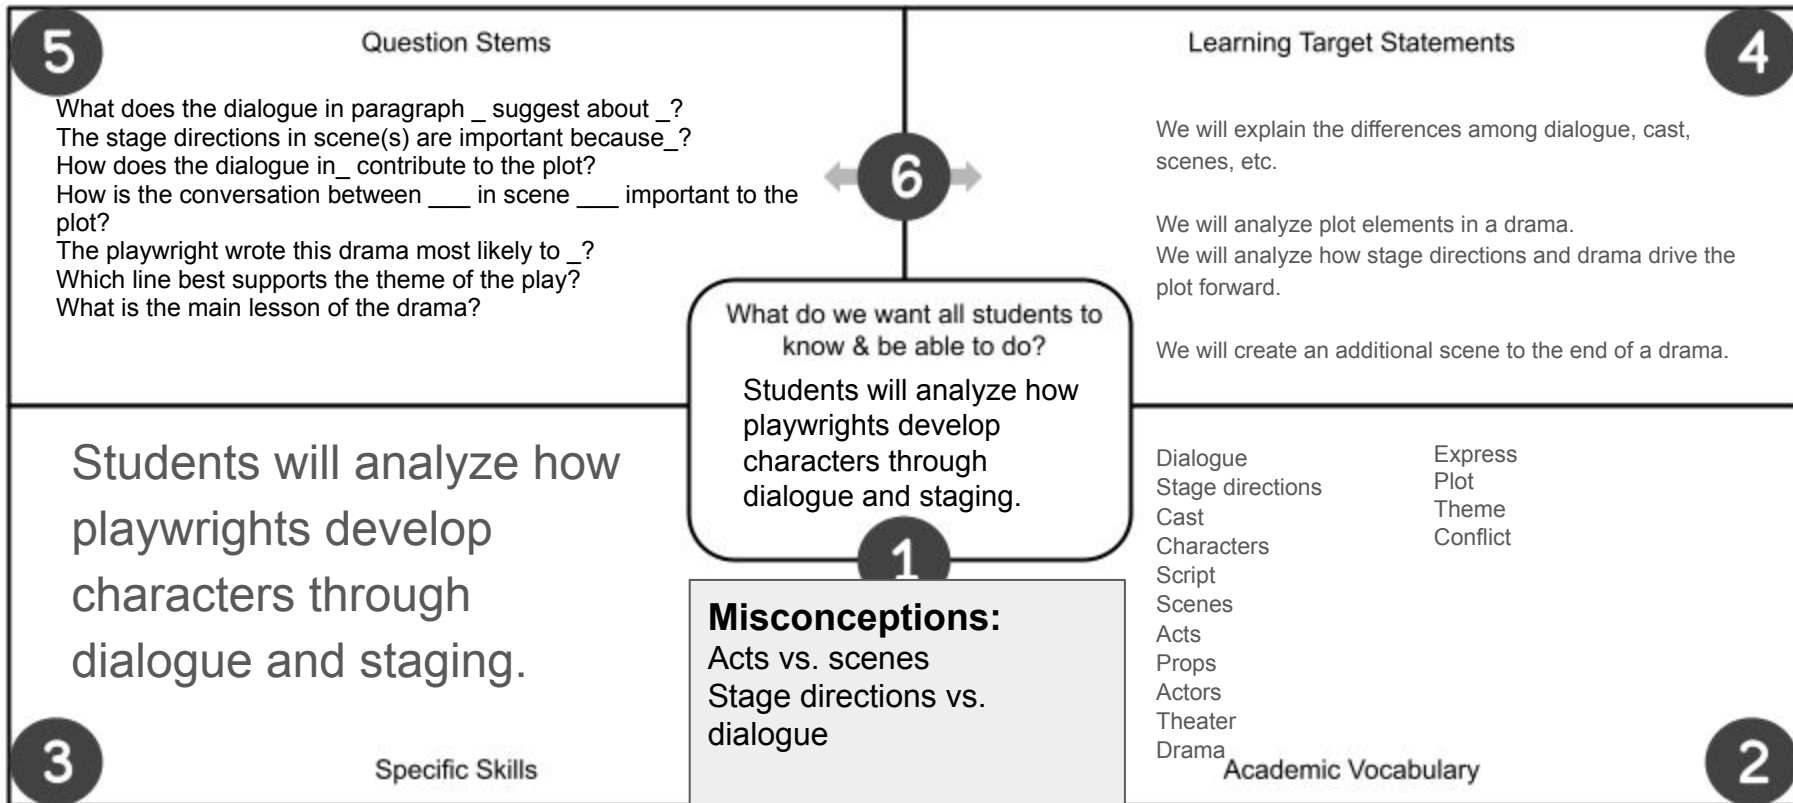 5
Question Stems
What does the dialogue in paragraph _ suggest about _?
The stage directions in scene(s) are important because_?
How does the dialogue in_ contribute to the plot?
How is the conversation between ___ in scene ___ important to the
plot?
The playwright wrote this drama most likely to _?
Which line best supports the theme of the play?
What is the main lesson of the drama?
6
Learning Target Statements
4
We will explain the differences among dialogue, cast,
scenes, etc.
We will analyze plot elements in a drama.
We will analyze how stage directions and drama drive the
plot forward.
We will create an additional scene to the end of a drama.
What do we want all students to
know & be able to do?
Students will analyze how
playwrights develop
characters through
dialogue and staging.
1
Misconceptions:
Acts vs. scenes
Stage directions vs.
dialogue
Students will analyze how
playwrights develop
characters through
dialogue and staging.
3
Specific Skills
Dialogue
Stage directions
Cast
Characters
Script
Scenes
Acts
Props
Actors
Theater
Drama
Express
Plot
Theme
Conflict
Academic Vocabulary
2